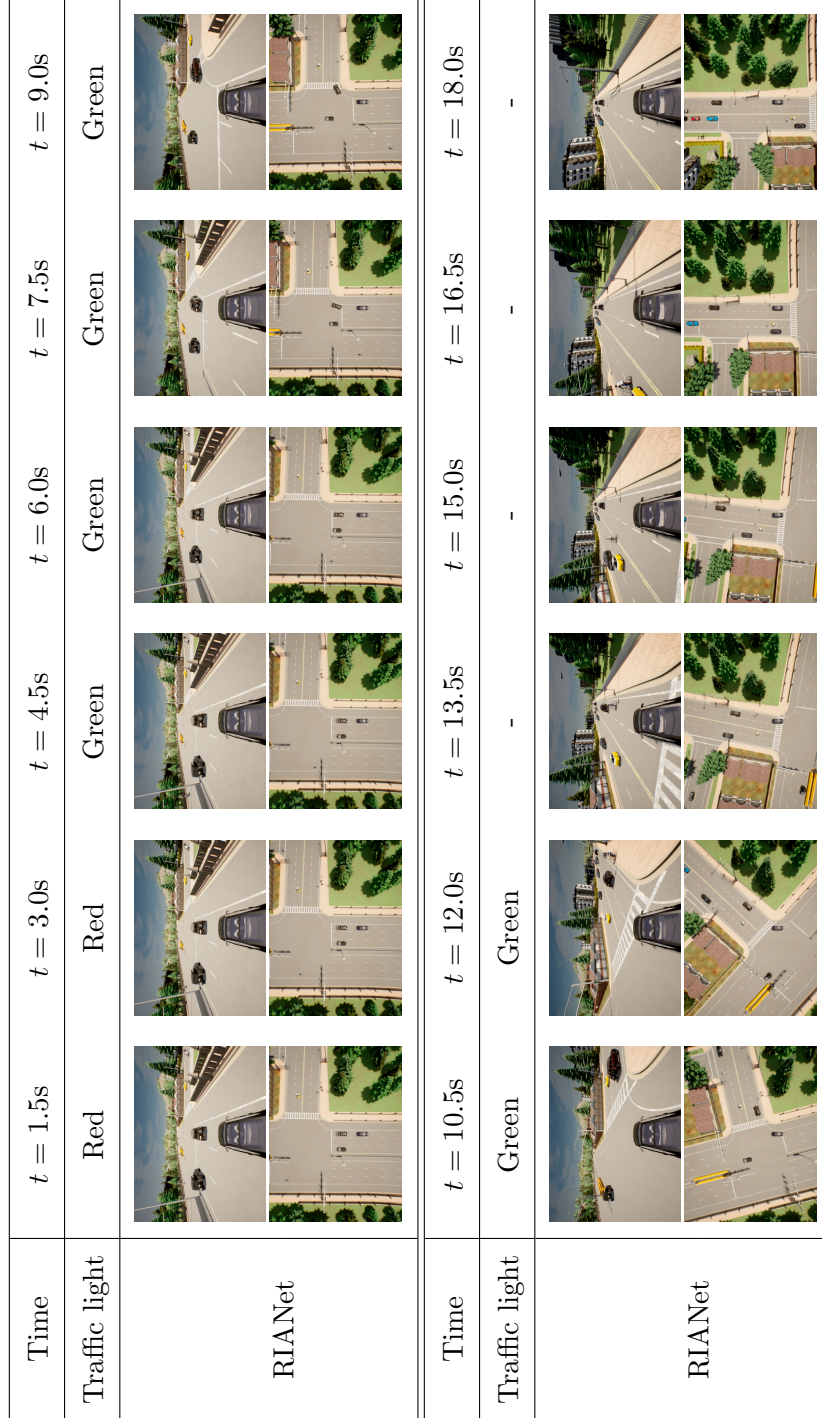 Time t = 1.5s t = 3.0s t = 4.5s t = 6.0s t = 7.5s t = 9.0s
Traffic light Red Red Green Green Green Green
RIANet
Time t = 10.5s t = 12.0s t = 13.5s t = 15.0s t = 16.5s t = 18.0s
Traffic light Green Green - - - -
RIANet